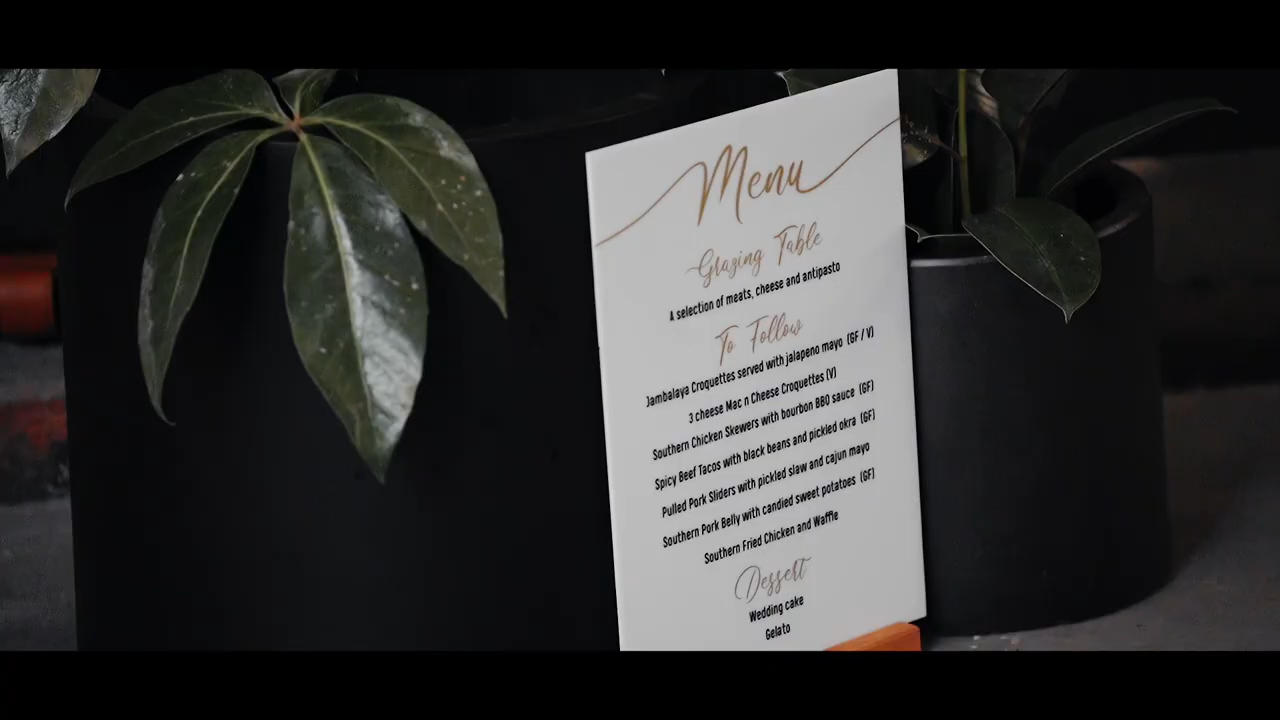 Menu
Grazing Table
A selection of meats, cheese and antipasto
To Follow
Jambalaya Croquettes served with jalapeno mayo (GF / V)
3 cheese Mac n Cheese Croquettes (V)
Southern Chicken Skewers with bourbon BBQ sauce (GF)
Spicy Beef Tacos with black beans and pickled okra (GF)
Pulled Pork Sliders with pickled slaw and cajun mayo
Southern Pork Belly with candied sweet potatoes (GF)
Southern Fried Chicken and Waffle
Dessert
Wedding cake
Gelato